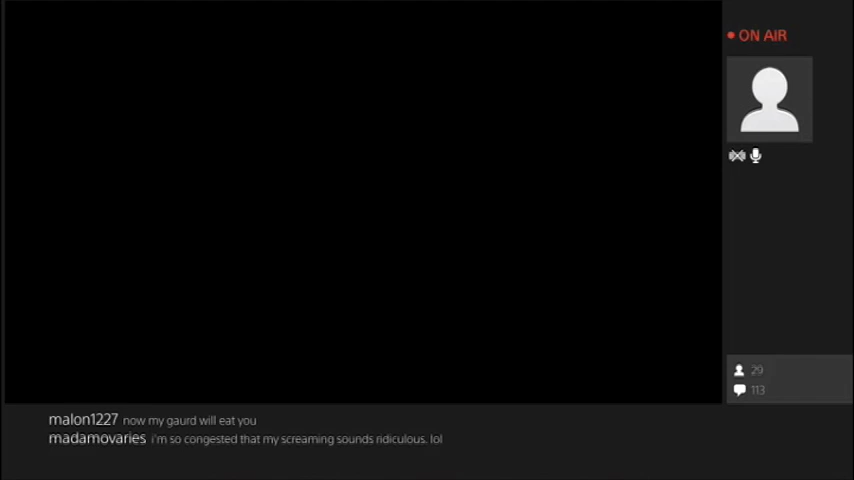 ON AIR
29
113
malon1227 now my gaurd will eat you
madamovaries i'm so congested that my screaming sounds ridiculous. lol